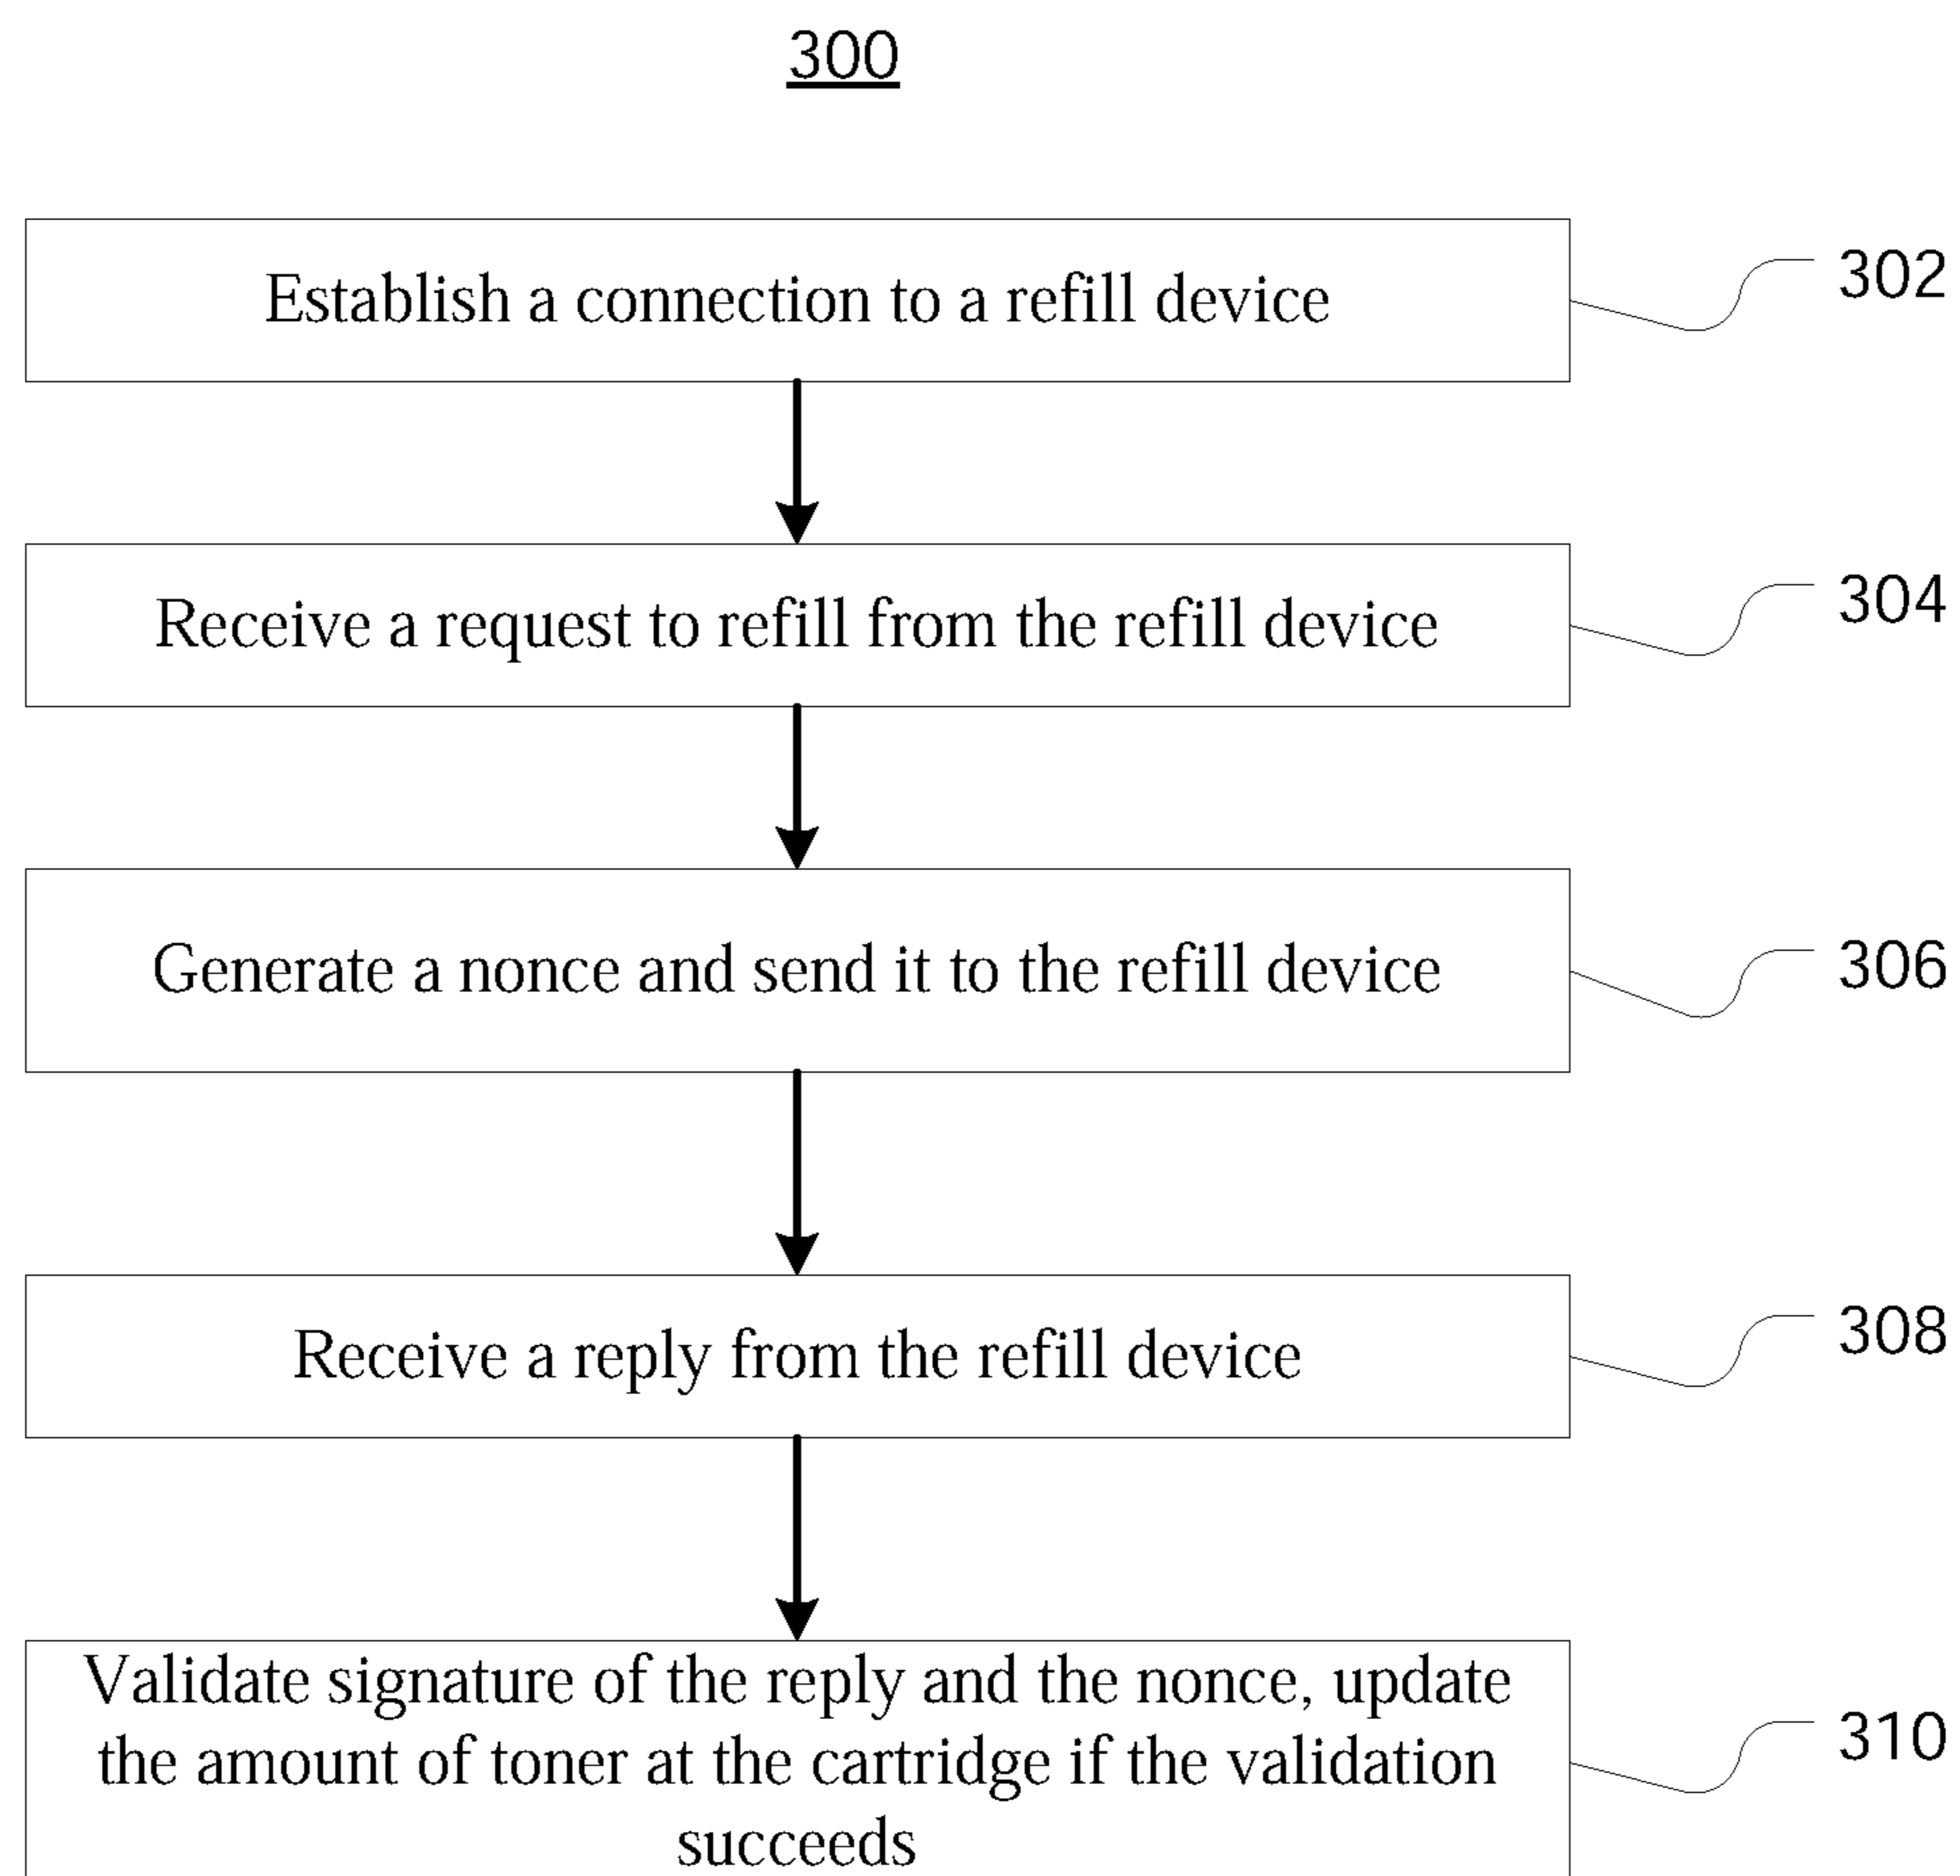 300
Establish a connection to a refill device
302
Receive a request to refill from the refill device
304
Generate a nonce and send it to the refill device
306
Receive a reply from the refill device
308
Validate signature of the reply and the nonce, update
the amount of toner at the cartridge if the validation
succeeds
310